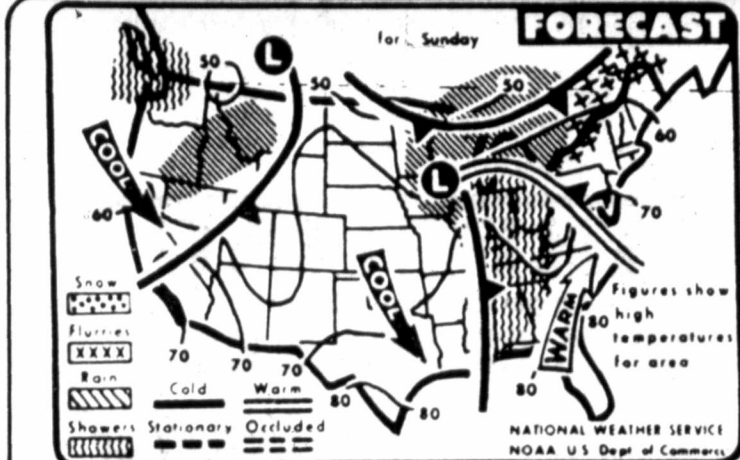 FORECAST
for Sunday
L
50
50
50
COOL
60
L
60
70
COOL
WARM
Figures show
high
temperatures
for area
80
Snow
Flurries
XXXX
Rain
Showers
70
70
70
80
80
80
Cold
Warm
Stationary
Occluded
NATIONAL WEATHER SERVICE
NOAA U S Dept of Commerce